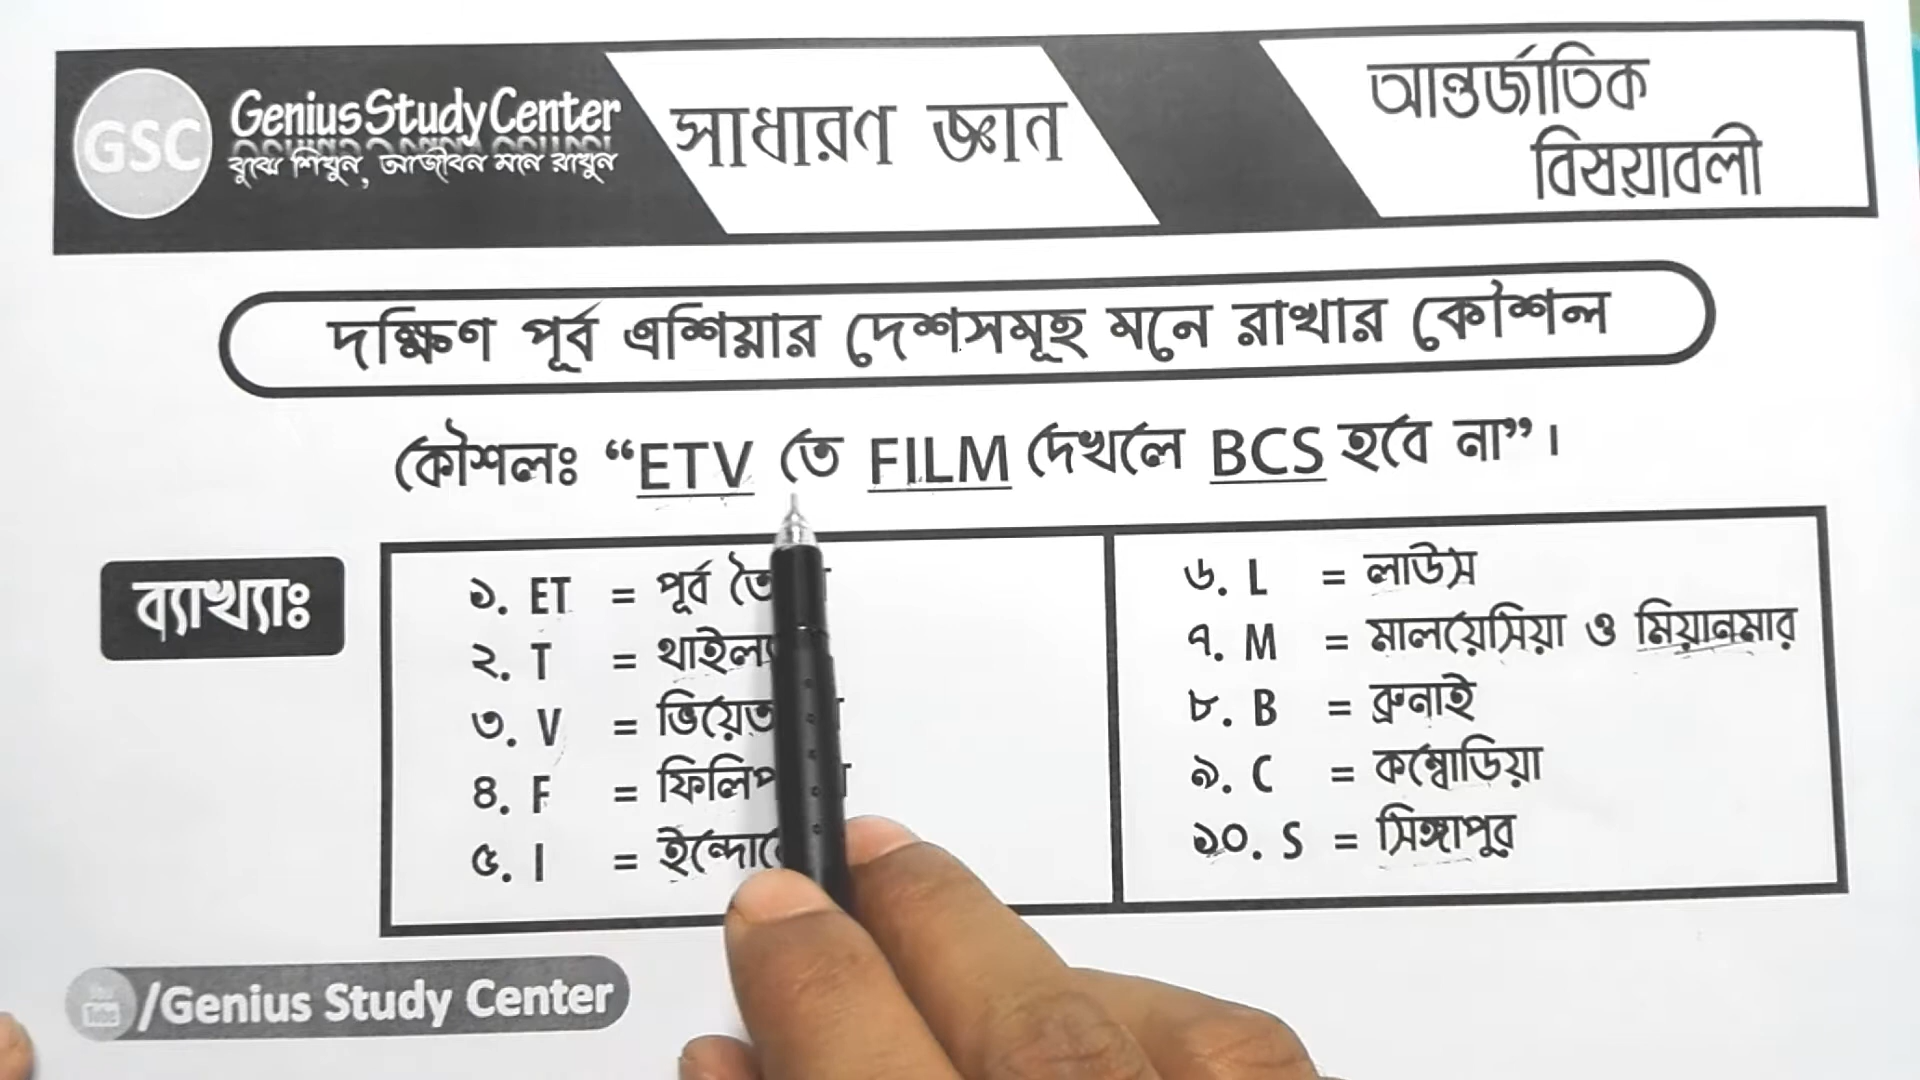 GSC
Genius Study Center
বুঝে শিখুন, আজীবন মনে রাখুন
সাধারণ জ্ঞান
আন্তর্জাতিক
বিষয়াবলী
দক্ষিণ পূর্ব এশিয়ার দেশসমূহ মনে রাখার কৌশল
কৌশলঃ “ETV তে FILM দেখলে BCS হবে না”।
ব্যাখ্যাঃ
১. ET = পূর্ব
২. T =
৩. V =
৪. F =
৫. I =
৬. L = লাউস
৭. M = মালয়েসিয়া ও মিয়ানমার
৮. B = ব্রুনাই
৯. C = কম্বোডিয়া
১০. S = সিঙ্গাপুর
You Tube
/Genius Study Center